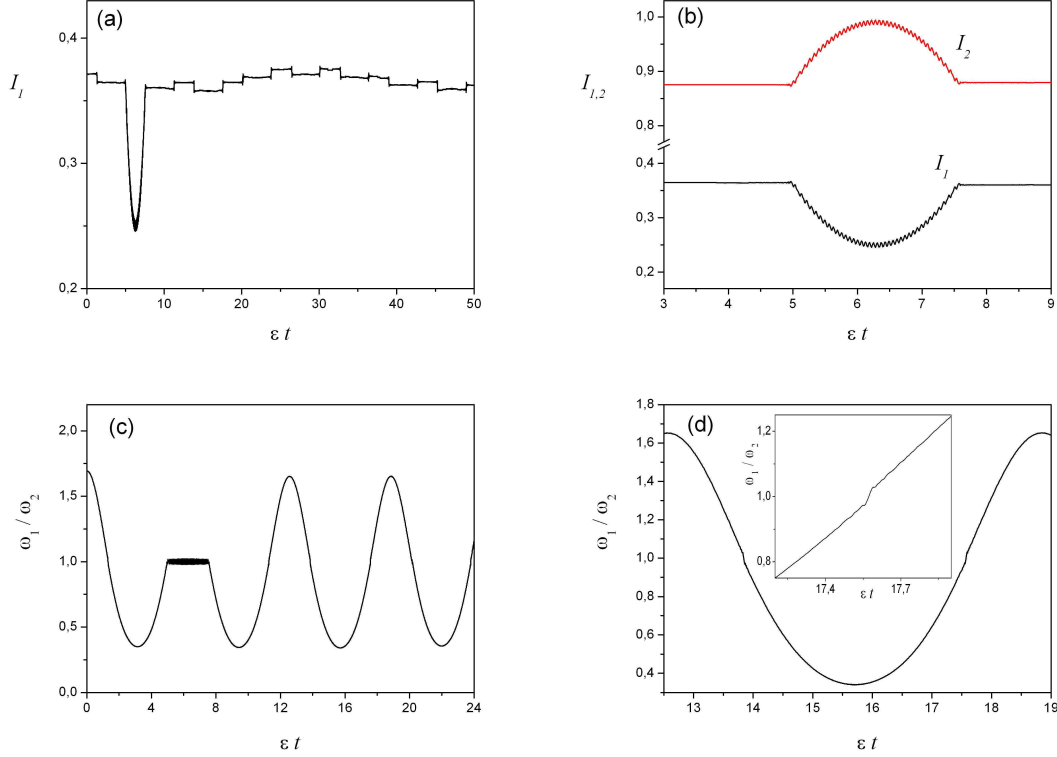 (a)
0,4
0,3
0,2
I₁
0 10 20 30 40 50
ε t
(b)
1,0
0,9
0,8
0,4
0,3
0,2
I₁,₂
I₂
I₁
3 4 5 6 7 8 9
ε t
(c)
2,0
1,5
1,0
0,5
0,0
ω₁ / ω₂
0 4 8 12 16 20 24
ε t
(d)
1,8
1,6
1,4
1,2
1,0
0,8
0,6
0,4
ω₁ / ω₂
1,2
1,0
0,8
ω₁ / ω₂
17,4 17,7
ε t
13 14 15 16 17 18 19
ε t